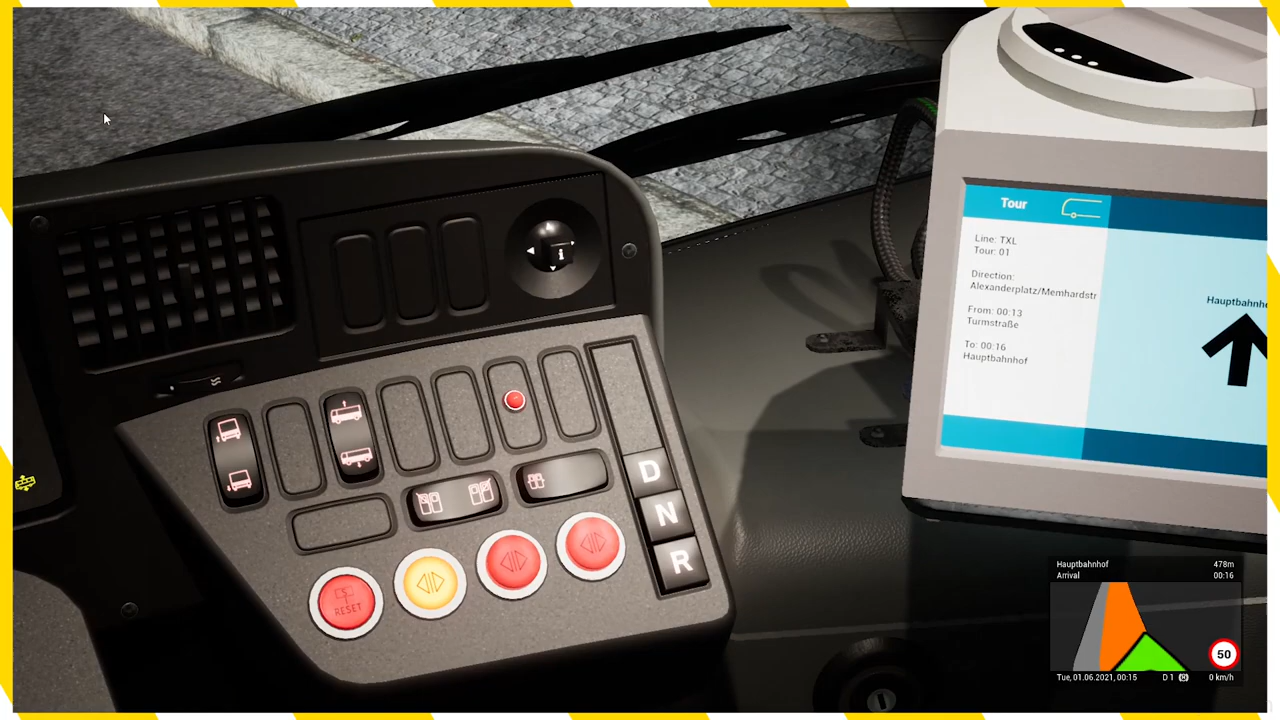 Tour
Line: TXL
Tour: 01
Direction:
Alexanderplatz/Memhardstr
From: 00:13
Turmstraße
To: 00:16
Hauptbahnhof
Hauptbahnh
i
D
N
R
RESET
Hauptbahnhof 478m
Arrival 00:16
50
Tue, 01.06.2021, 00:15 D 1 0 km/h